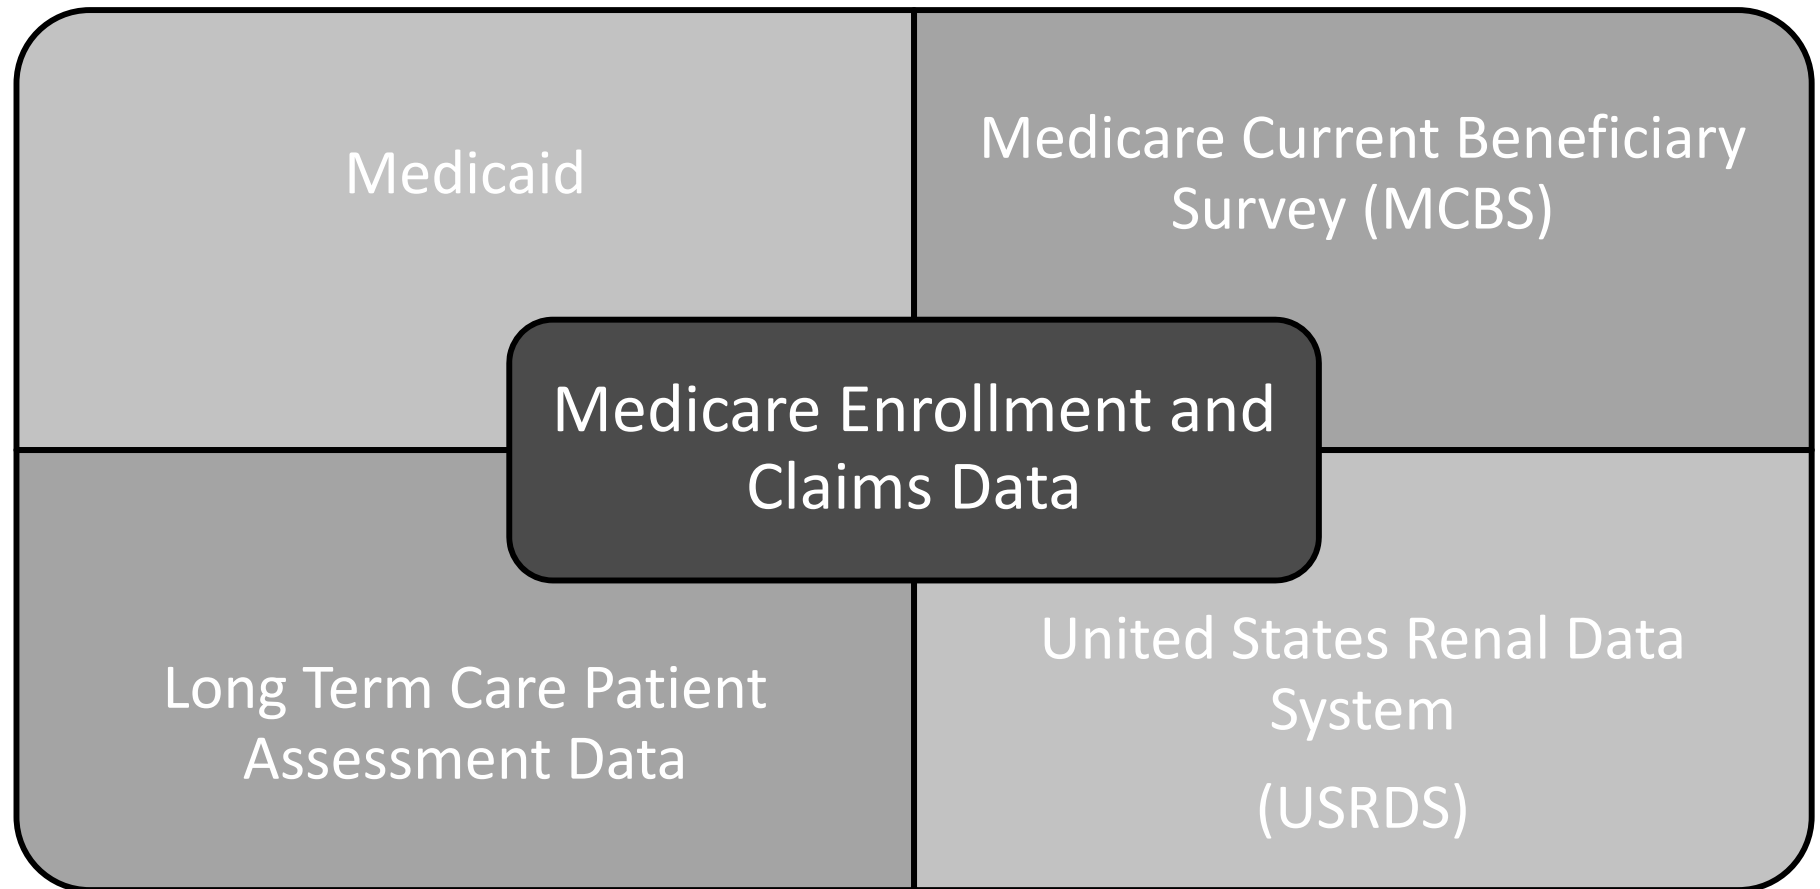 Medicaid
Medicare Current Beneficiary
Survey (MCBS)
Medicare Enrollment and
Claims Data
Long Term Care Patient
Assessment Data
United States Renal Data
System
(USRDS)